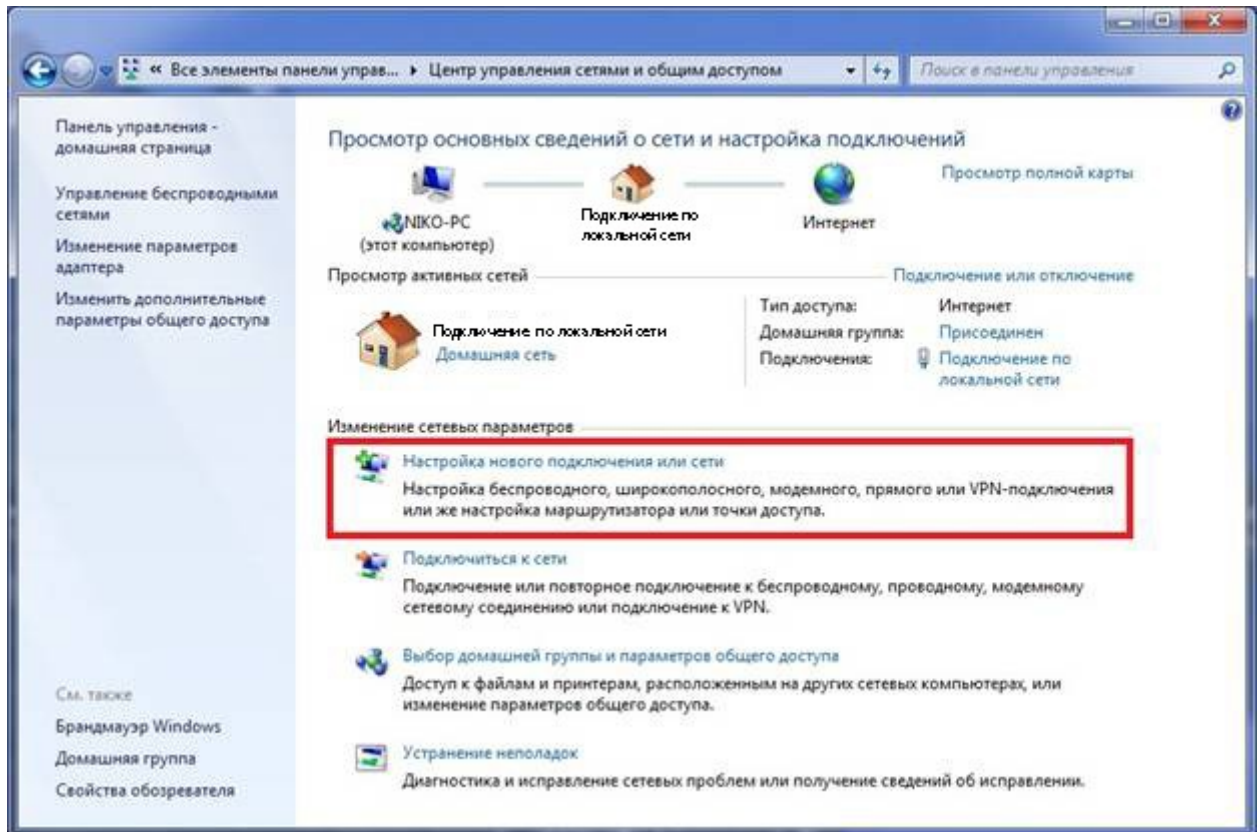 « Все элементы панели управ... ▸ Центр управления сетями и общим доступом
Поиск в панели управления
Панель управления -
домашняя страница
Управление беспроводными
сетями
Изменение параметров
адаптера
Изменить дополнительные
параметры общего доступа
См. также
Брандмауэр Windows
Домашняя группа
Свойства обозревателя
Просмотр основных сведений о сети и настройка подключений
Просмотр полной карты
NIKO-PC
(этот компьютер)
Подключение по
локальной сети
Интернет
Просмотр активных сетей
Подключение или отключение
Подключение по локальной сети
Домашняя сеть
Тип доступа: Интернет
Домашняя группа: Присоединен
Подключения: Подключение по
локальной сети
Изменение сетевых параметров
Настройка нового подключения или сети
Настройка беспроводного, широкополосного, модемного, прямого или VPN-подключения
или же настройка маршрутизатора или точки доступа.
Подключиться к сети
Подключение или повторное подключение к беспроводному, проводному, модемному
сетевому соединению или подключение к VPN.
Выбор домашней группы и параметров общего доступа
Доступ к файлам и принтерам, расположенным на других сетевых компьютерах, или
изменение параметров общего доступа.
Устранение неполадок
Диагностика и исправление сетевых проблем или получение сведений об исправлении.